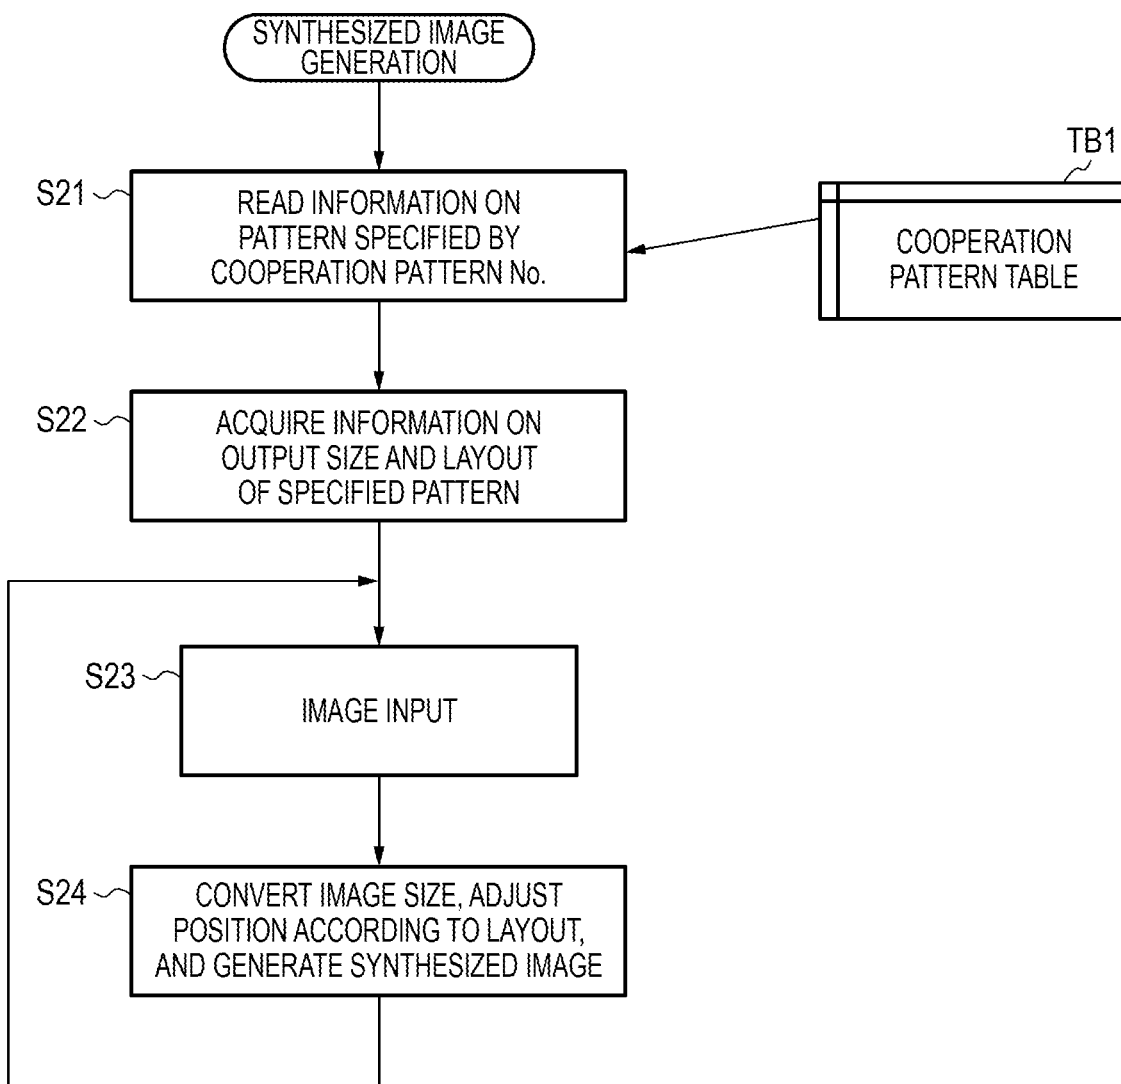 SYNTHESIZED IMAGE
GENERATION
TB1
S21
READ INFORMATION ON
PATTERN SPECIFIED BY
COOPERATION PATTERN No.
COOPERATION
PATTERN TABLE
S22
ACQUIRE INFORMATION ON
OUTPUT SIZE AND LAYOUT
OF SPECIFIED PATTERN
S23
IMAGE INPUT
S24
CONVERT IMAGE SIZE, ADJUST
POSITION ACCORDING TO LAYOUT,
AND GENERATE SYNTHESIZED IMAGE